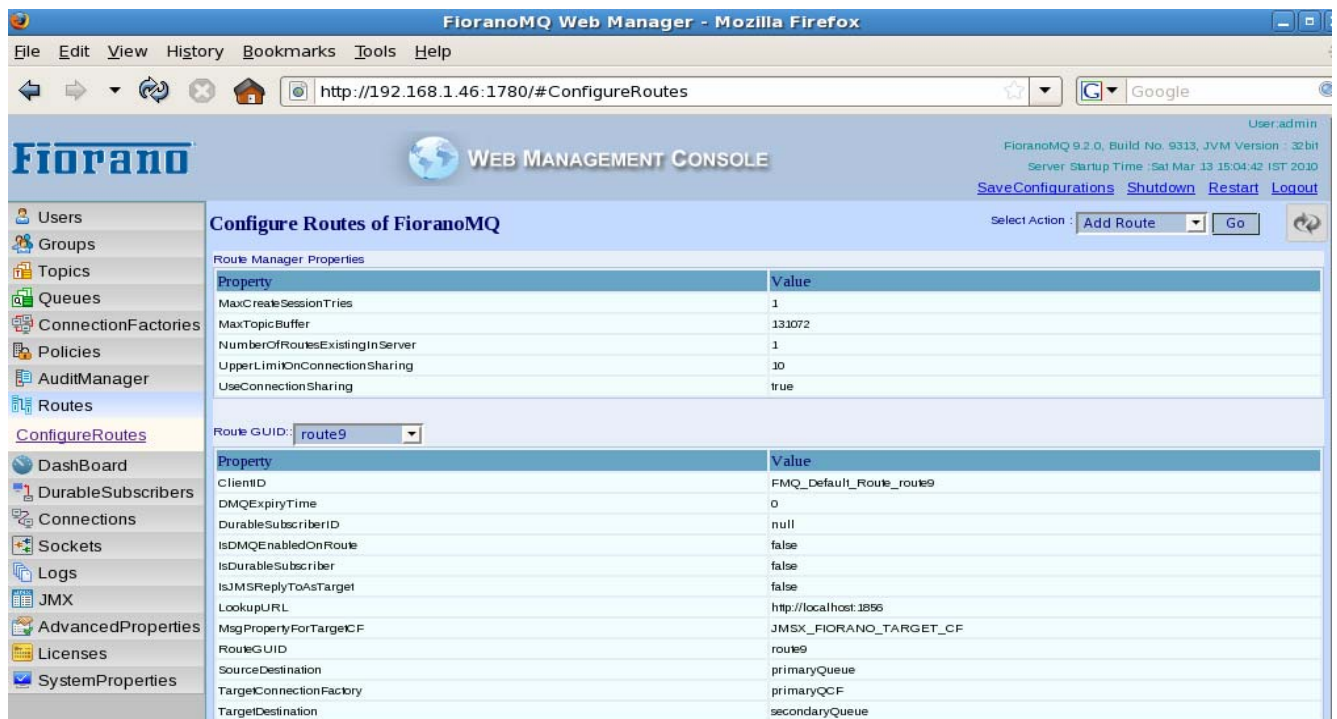 FioranoMQ Web Manager - Mozilla Firefox
File Edit View History Bookmarks Tools Help
http://192.168.1.46:1780/#ConfigureRoutes
G Google
Fiorano
WEB MANAGEMENT CONSOLE
User:admin
FioranoMQ 9.2.0, Build No. 9313, JVM Version : 32bit
Server Startup Time :Sat Mar 13 15:04:42 IST 2010
SaveConfigurations Shutdown Restart Logout
Users
Groups
Topics
Queues
ConnectionFactories
Policies
AuditManager
Routes
ConfigureRoutes
DashBoard
DurableSubscribers
Connections
Sockets
Logs
JMX
AdvancedProperties
Licenses
SystemProperties
Configure Routes of FioranoMQ
Select Action : Add Route Go
Route Manager Properties
Property Value
MaxCreateSessionTries 1
MaxTopicBuffer 131072
NumberOfRoutesExistingInServer 1
UpperLimitOnConnectionSharing 10
UseConnectionSharing true
Route GUID:: route9
Property Value
ClientID FMQ_Default_Route_route9
DMQExpiryTime 0
DurableSubscriberID null
IsDMQEnabledOnRoute false
IsDurableSubscriber false
IsJMSReplyToAsTarget false
LookupURL http://localhost:1856
MsgPropertyForTargetCF JMSX_FIORANO_TARGET_CF
RouteGUID route9
SourceDestination primaryQueue
TargetConnectionFactory primaryQCF
TargetDestination secondaryQueue